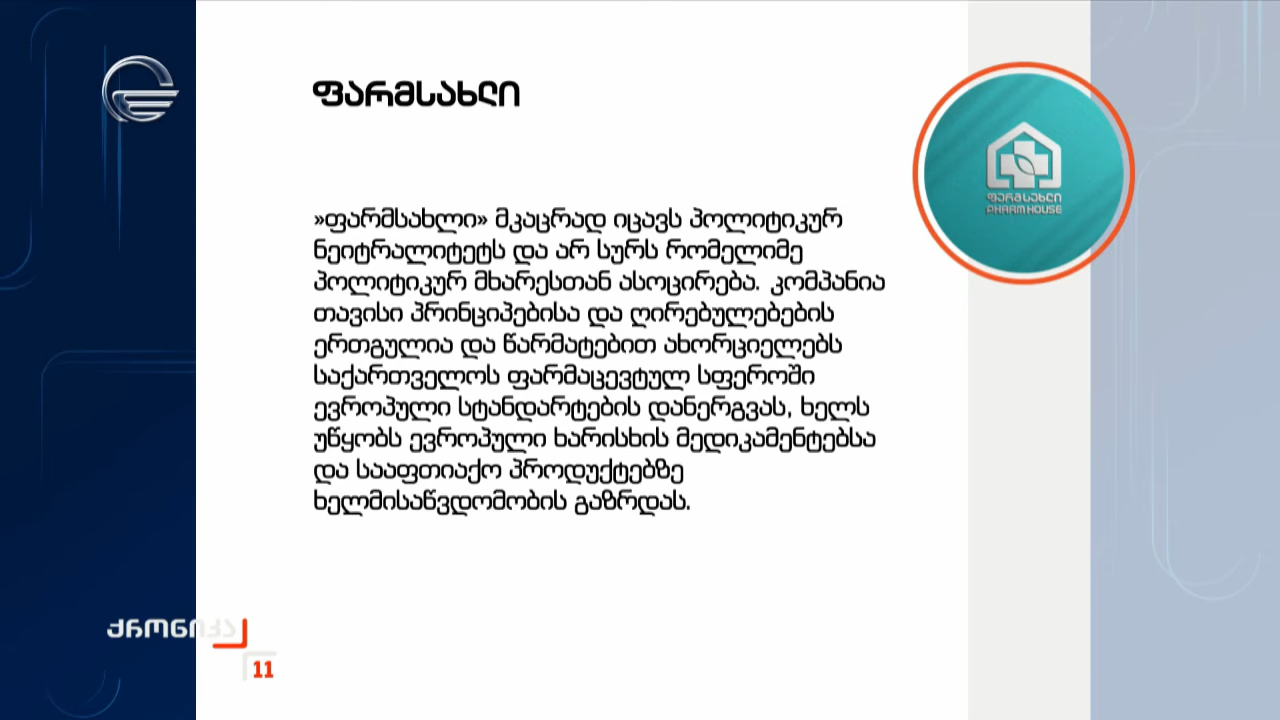 ფარმსახლი
ფარმსახლი
PHARM HOUSE
»ფარმსახლი» მკაცრად იცავს პოლიტიკურ
ნეიტრალიტეტს და არ სურს რომელიმე
პოლიტიკურ მხარესთან ასოცირება. კომპანია
თავისი პრინციპებისა და ღირებულებების
ერთგულია და წარმატებით ახორციელებს
საქართველოს ფარმაცევტულ სფეროში
ევროპული სტანდარტების დანერგვას, ხელს
უწყობს ევროპული ხარისხის მედიკამენტებსა
და სააფთიაქო პროდუქტებზე
ხელმისაწვდომობის გაზრდას.
ქრონიკა
11